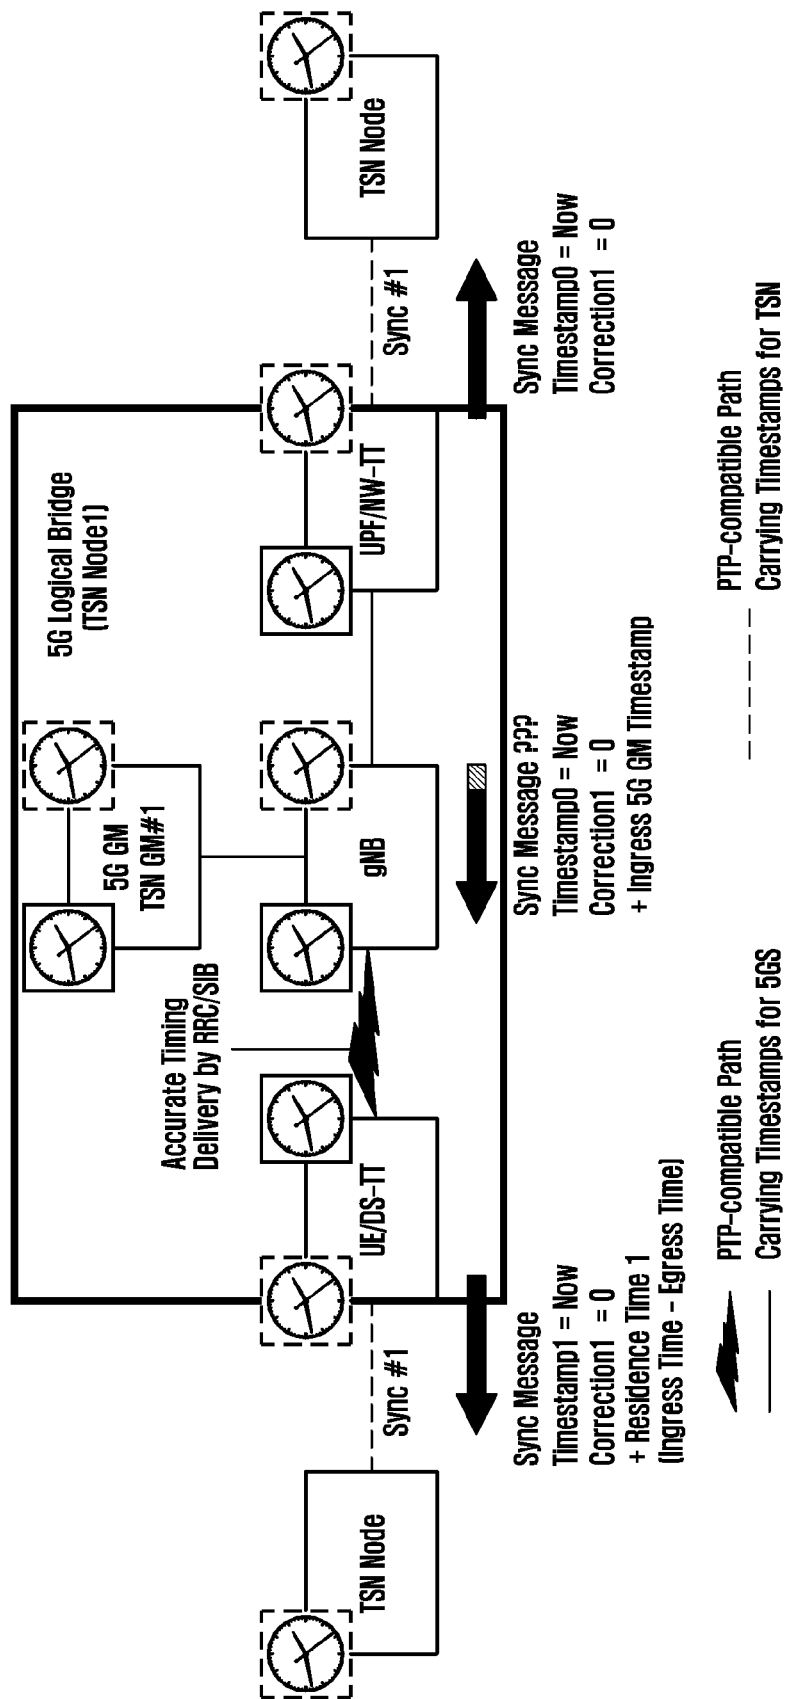 5G Logical Bridge
(TSN Node1)
5G GM
TSN GM#1
Accurate Timing
Delivery by RRC/SIB
TSN Node
Sync #1
UE/DS-TT
gNB
UPF/NW-TT
Sync #1
TSN Node
Sync Message
Timestamp1 = Now
Correction1 = 0
+ Residence Time 1
(Ingress Time - Egress Time)
Sync Message ???
Timestamp0 = Now
Correction1 = 0
+ Ingress 5G GM Timestamp
Sync Message
Timestamp0 = Now
Correction1 = 0
PTP-compatible Path
Carrying Timestamps for 5GS
PTP-compatible Path
Carrying Timestamps for TSN